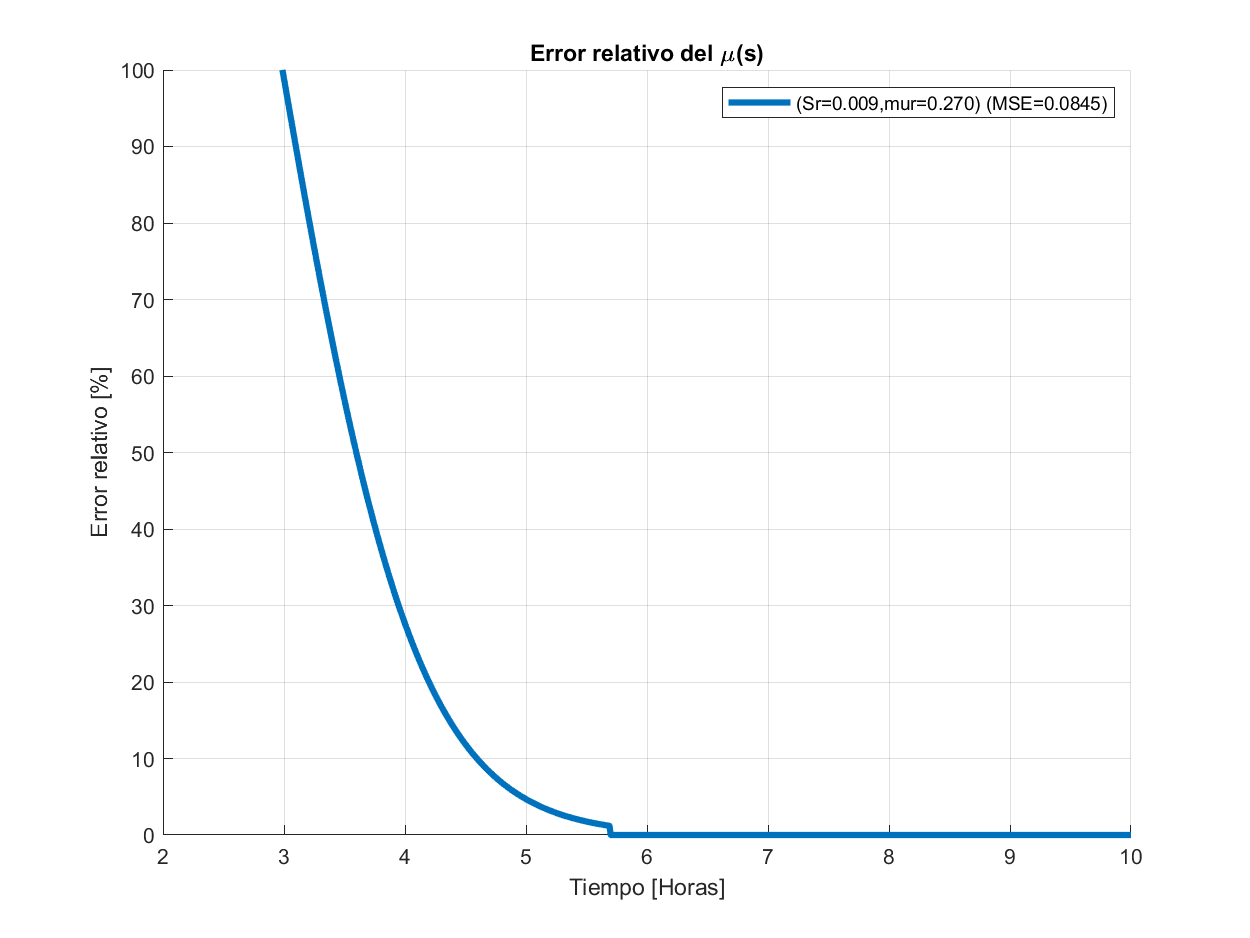 Error relativo del μ(s)
(Sr=0.009,mur=0.270) (MSE=0.0845)
100
90
80
70
60
50
40
30
20
10
0
Error relativo [%]
2 3 4 5 6 7 8 9 10
Tiempo [Horas]